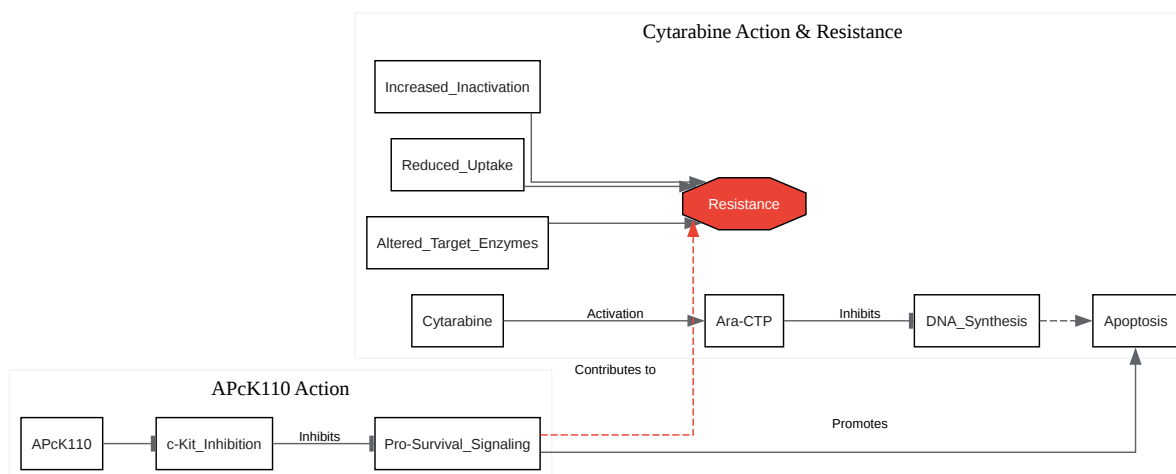 Cytarabine Action & Resistance
Increased_Inactivation
Reduced_Uptake
Resistance
Altered_Target_Enzymes
Cytarabine
Activation
Ara-CTP
Inhibits
DNA_Synthesis
Apoptosis
Contributes to
APcK110 Action
Promotes
APcK110
c-Kit_Inhibition
Inhibits
Pro-Survival_Signaling